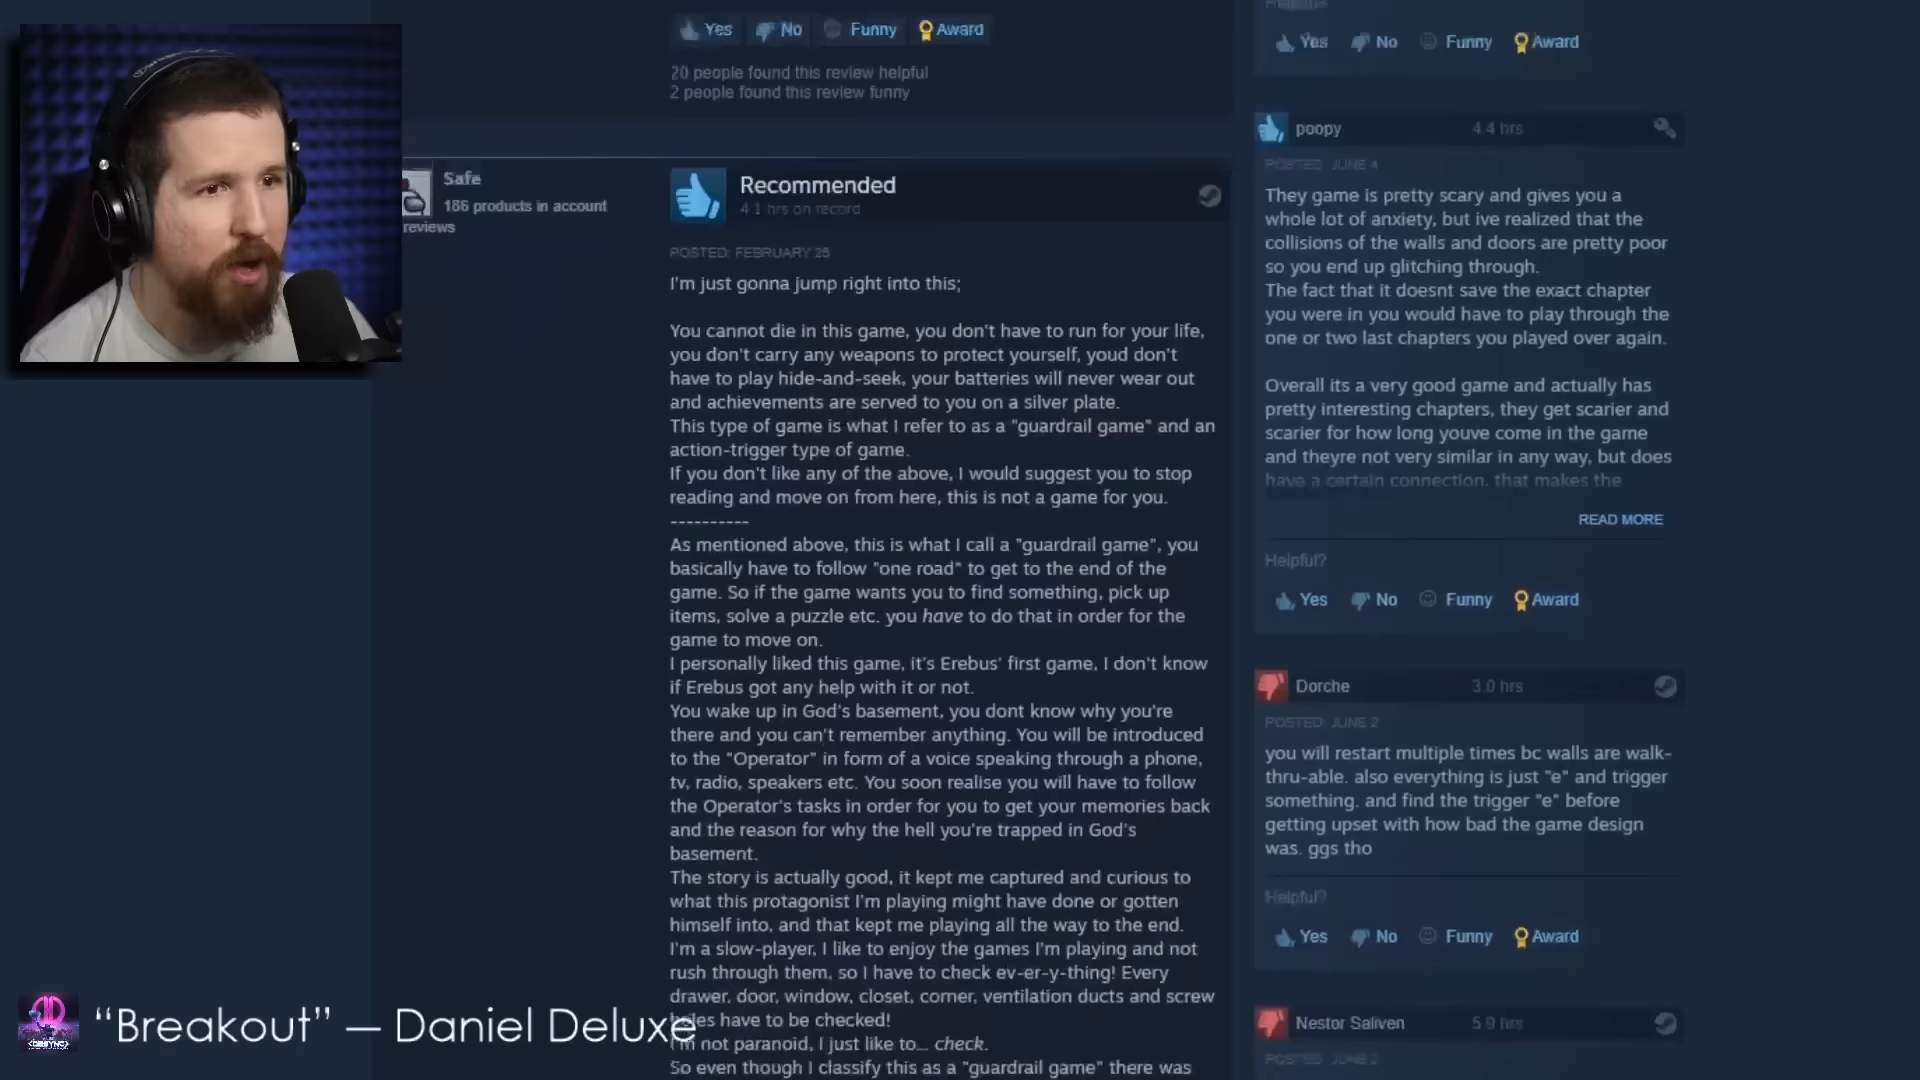 Yes No Funny Award
20 people found this review helpful
2 people found this review funny
Safe
186 products in account
reviews
Recommended
4.1 hrs on record
POSTED: FEBRUARY 25
I'm just gonna jump right into this;
You cannot die in this game, you don't have to run for your life,
you don't carry any weapons to protect yourself, youd don't
have to play hide-and-seek, your batteries will never wear out
and achievements are served to you on a silver plate.
This type of game is what I refer to as a "guardrail game" and an
action-trigger type of game.
If you don't like any of the above, I would suggest you to stop
reading and move on from here, this is not a game for you.
----------
As mentioned above, this is what I call a "guardrail game", you
basically have to follow "one road" to get to the end of the
game. So if the game wants you to find something, pick up
items, solve a puzzle etc. you have to do that in order for the
game to move on.
I personally liked this game, it's Erebus' first game, I don't know
if Erebus got any help with it or not.
You wake up in God's basement, you dont know why you're
there and you can't remember anything. You will be introduced
to the "Operator" in form of a voice speaking through a phone,
tv, radio, speakers etc. You soon realise you will have to follow
the Operator's tasks in order for you to get your memories back
and the reason for why the hell you're trapped in God's
basement.
The story is actually good, it kept me captured and curious to
what this protagonist I'm playing might have done or gotten
himself into, and that kept me playing all the way to the end.
I'm a slow-player, I like to enjoy the games I'm playing and not
rush through them, so I have to check ev-er-y-thing! Every
drawer, door, window, closet, corner, ventilation ducts and screw
have to be checked!
I'm not paranoid, I just like to... check.
So even though I classify this as a "guardrail game" there was
Helpful?
Yes No Funny Award
poopy 4.4 hrs
POSTED: JUNE 4
They game is pretty scary and gives you a
whole lot of anxiety, but ive realized that the
collisions of the walls and doors are pretty poor
so you end up glitching through.
The fact that it doesnt save the exact chapter
you were in you would have to play through the
one or two last chapters you played over again.
Overall its a very good game and actually has
pretty interesting chapters, they get scarier and
scarier for how long youve come in the game
and theyre not very similar in any way, but does
have a certain connection, that makes the
READ MORE
Helpful?
Yes No Funny Award
Dorche 3.0 hrs
POSTED: JUNE 2
you will restart multiple times bc walls are walk-
thru-able. also everything is just "e" and trigger
something. and find the trigger "e" before
getting upset with how bad the game design
was. ggs tho
Helpful?
Yes No Funny Award
Nestor Saliven 5.9 hrs
POSTED: JUNE 2
“Breakout” — Daniel Deluxe